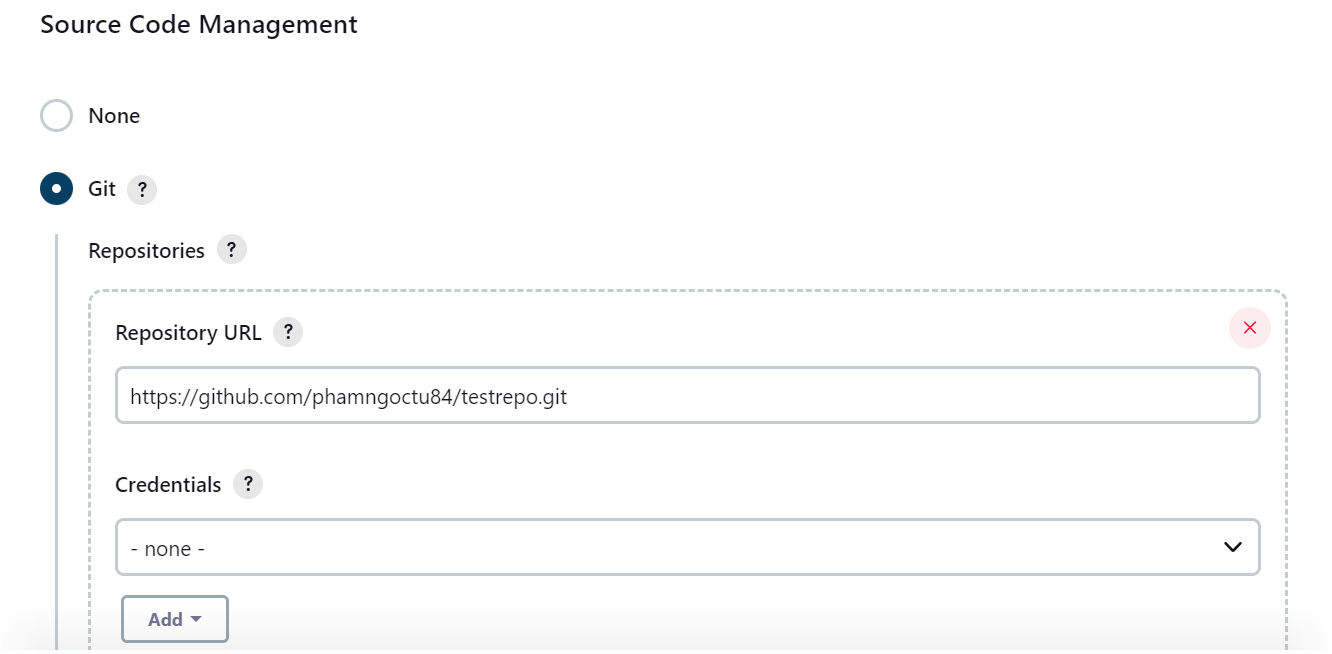 Source Code Management
None
Git ?
Repositories ?
Repository URL ?
https://github.com/phamngoctu84/testrepo.git
Credentials ?
- none -
Add